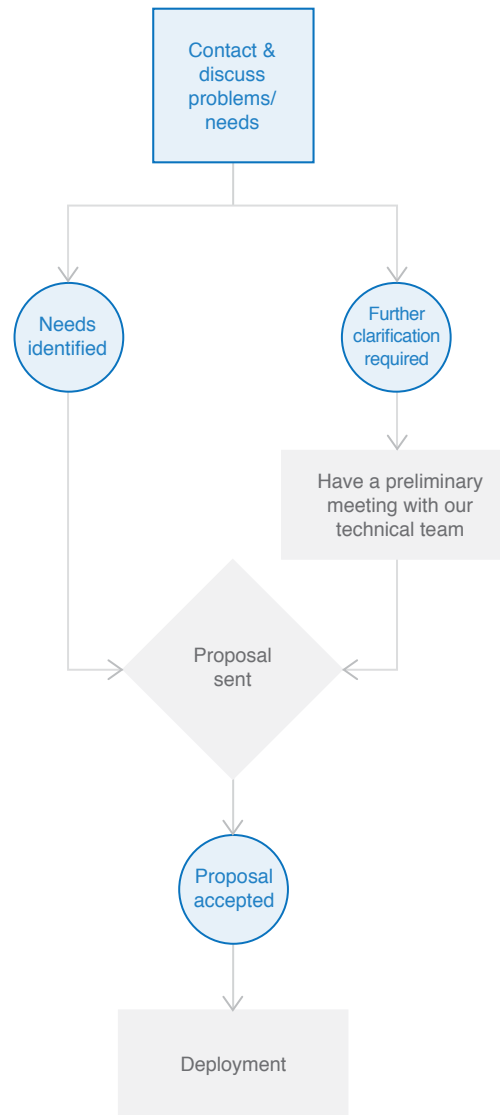 Contact &
discuss
problems/
needs
Needs
identified
Further
clarification
required
Have a preliminary
meeting with our
technical team
Proposal
sent
Proposal
accepted
Deployment